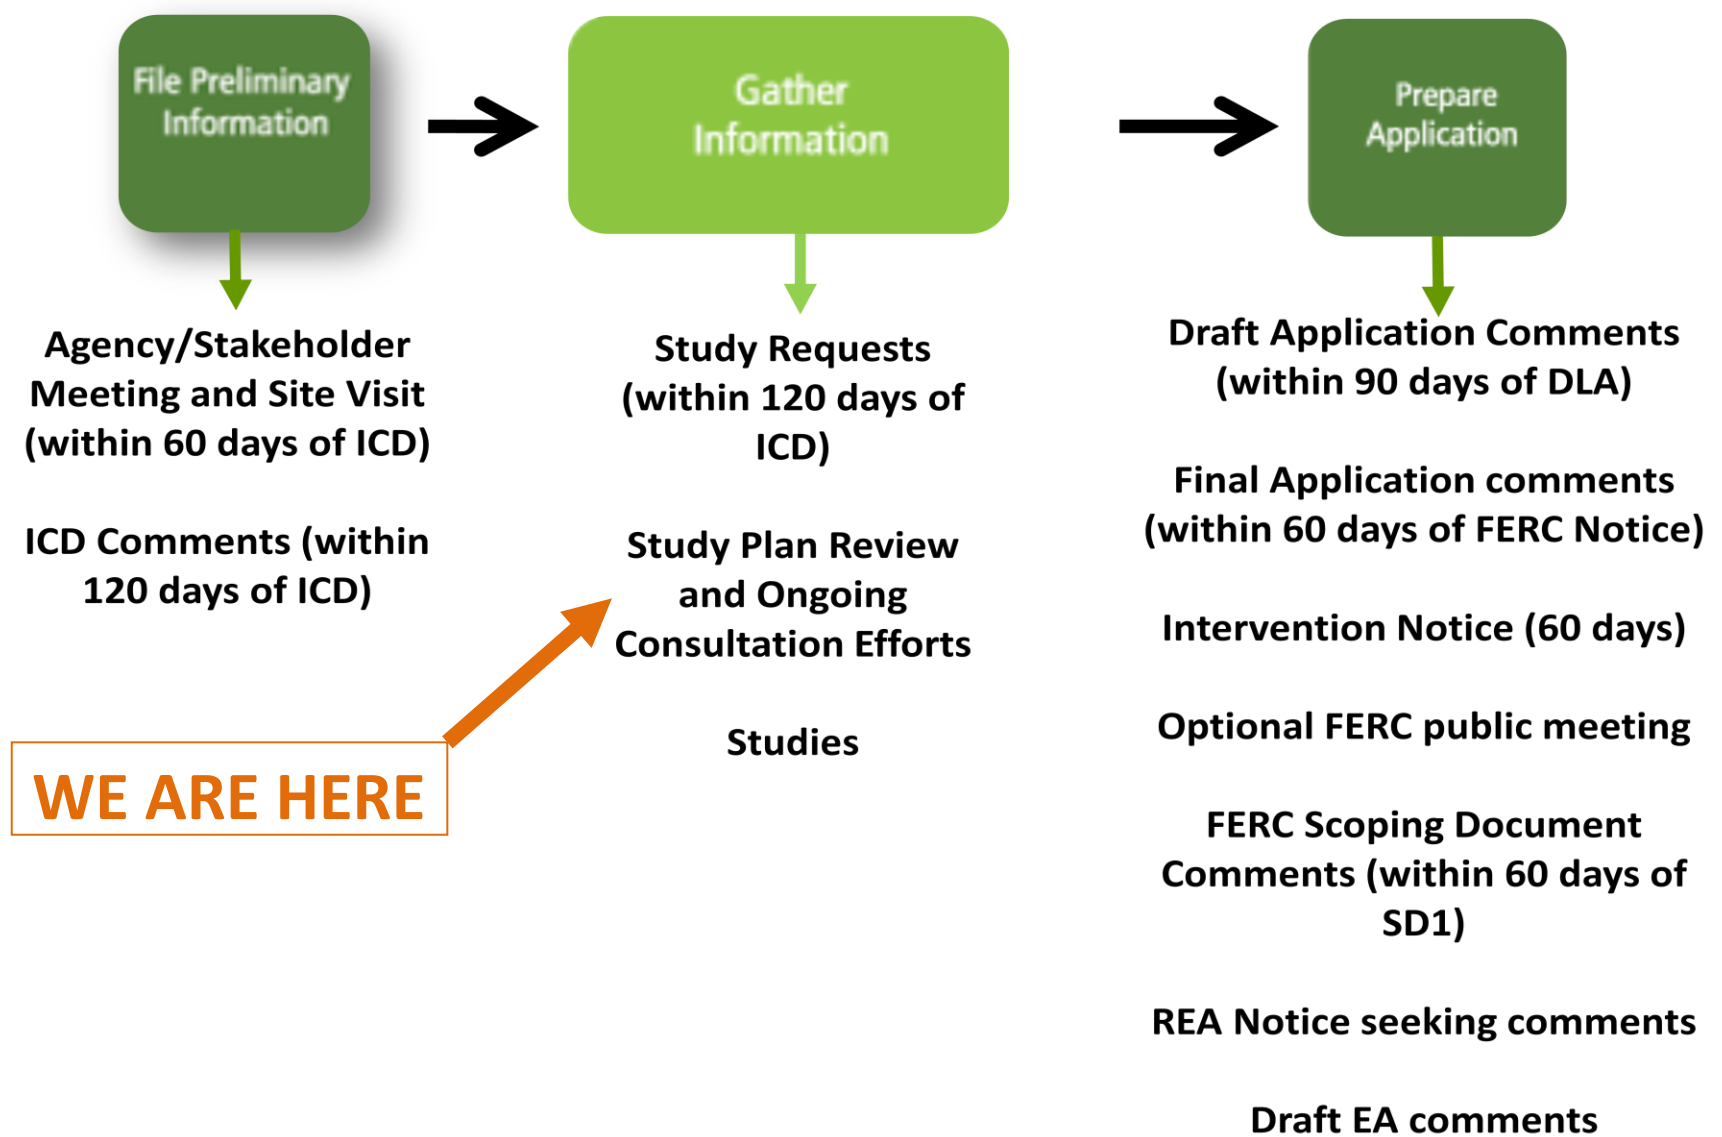 File Preliminary
Information
Gather
Information
Prepare
Application
Agency/Stakeholder
Meeting and Site Visit
(within 60 days of ICD)
ICD Comments (within
120 days of ICD)
Study Requests
(within 120 days of
ICD)
Study Plan Review
and Ongoing
Consultation Efforts
Studies
WE ARE HERE
Draft Application Comments
(within 90 days of DLA)
Final Application comments
(within 60 days of FERC Notice)
Intervention Notice (60 days)
Optional FERC public meeting
FERC Scoping Document
Comments (within 60 days of
SD1)
REA Notice seeking comments
Draft EA comments